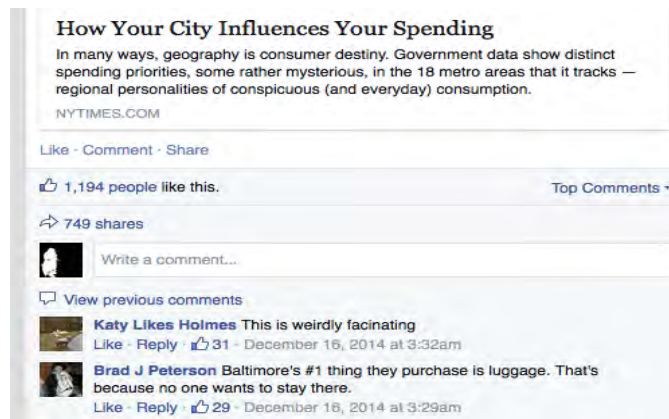 How Your City Influences Your Spending
In many ways, geography is consumer destiny. Government data show distinct
spending priorities, some rather mysterious, in the 18 metro areas that it tracks —
regional personalities of conspicuous (and everyday) consumption.
NYTIMES.COM
Like · Comment · Share
1,194 people like this.
Top Comments
749 shares
Write a comment...
View previous comments
Katy Likes Holmes This is weirdly facinating
Like · Reply · 31 · December 16, 2014 at 3:32am
Brad J Peterson Baltimore's #1 thing they purchase is luggage. That's
because no one wants to stay there.
Like · Reply · 29 · December 16, 2014 at 3:29am